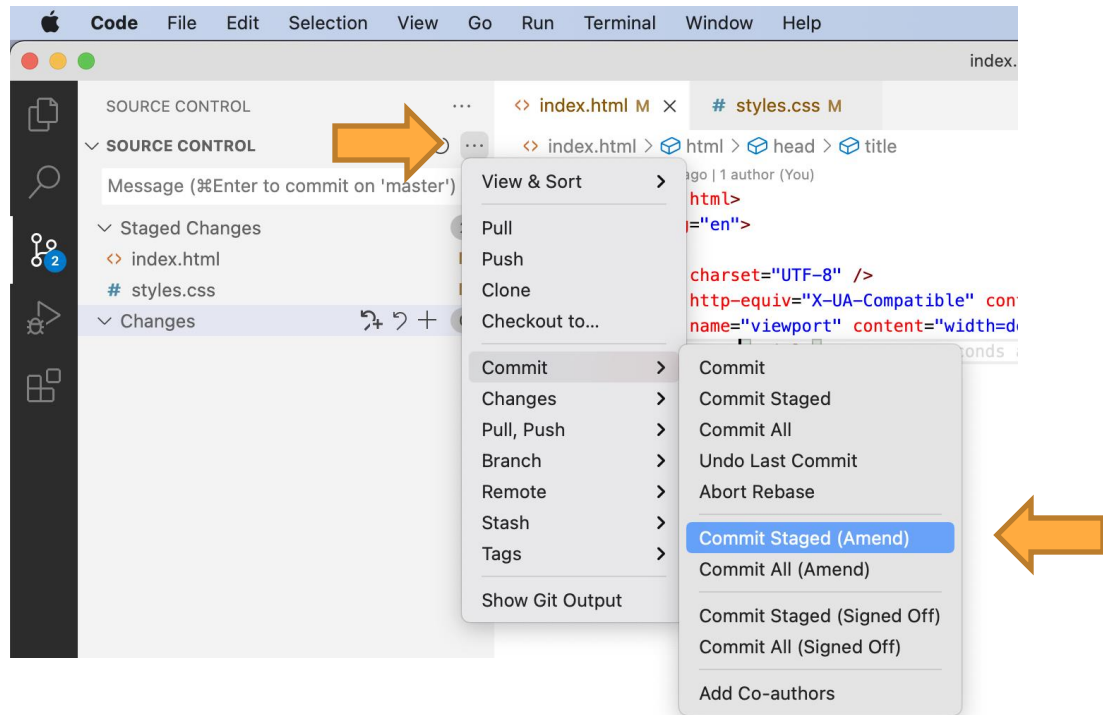 Code File Edit Selection View Go Run Terminal Window Help
index.
SOURCE CONTROL ...
SOURCE CONTROL ...
Message (⌘Enter to commit on 'master')
Staged Changes
<> index.html
# styles.css
Changes
2
<> index.html M × # styles.css M
<> index.html > html > head > title
ago | 1 author (You)
html>
="en">
charset="UTF-8" />
http-equiv="X-UA-Compatible" con
name="viewport" content="width=d
onds
View & Sort >
Pull
Push
Clone
Checkout to...
Commit >
Changes >
Pull, Push >
Branch >
Remote >
Stash >
Tags >
Show Git Output
Commit
Commit Staged
Commit All
Undo Last Commit
Abort Rebase
Commit Staged (Amend)
Commit All (Amend)
Commit Staged (Signed Off)
Commit All (Signed Off)
Add Co-authors